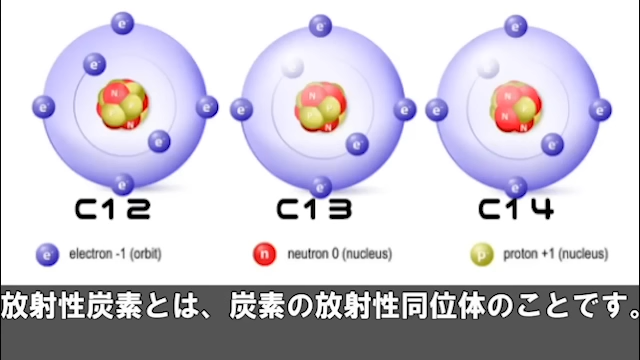 e⁻ e⁻ e⁻
e⁻ e⁻ e⁻
N N N
e⁻ e⁻ e⁻ e⁻ e⁻ e⁻
N N N N
e⁻ e⁻ e⁻
e⁻ e⁻ e⁻
C12 C13 C14
e⁻ electron -1 (orbit) n neutron 0 (nucleus) p proton +1 (nucleus)
放射性炭素とは、炭素の放射性同位体のことです。